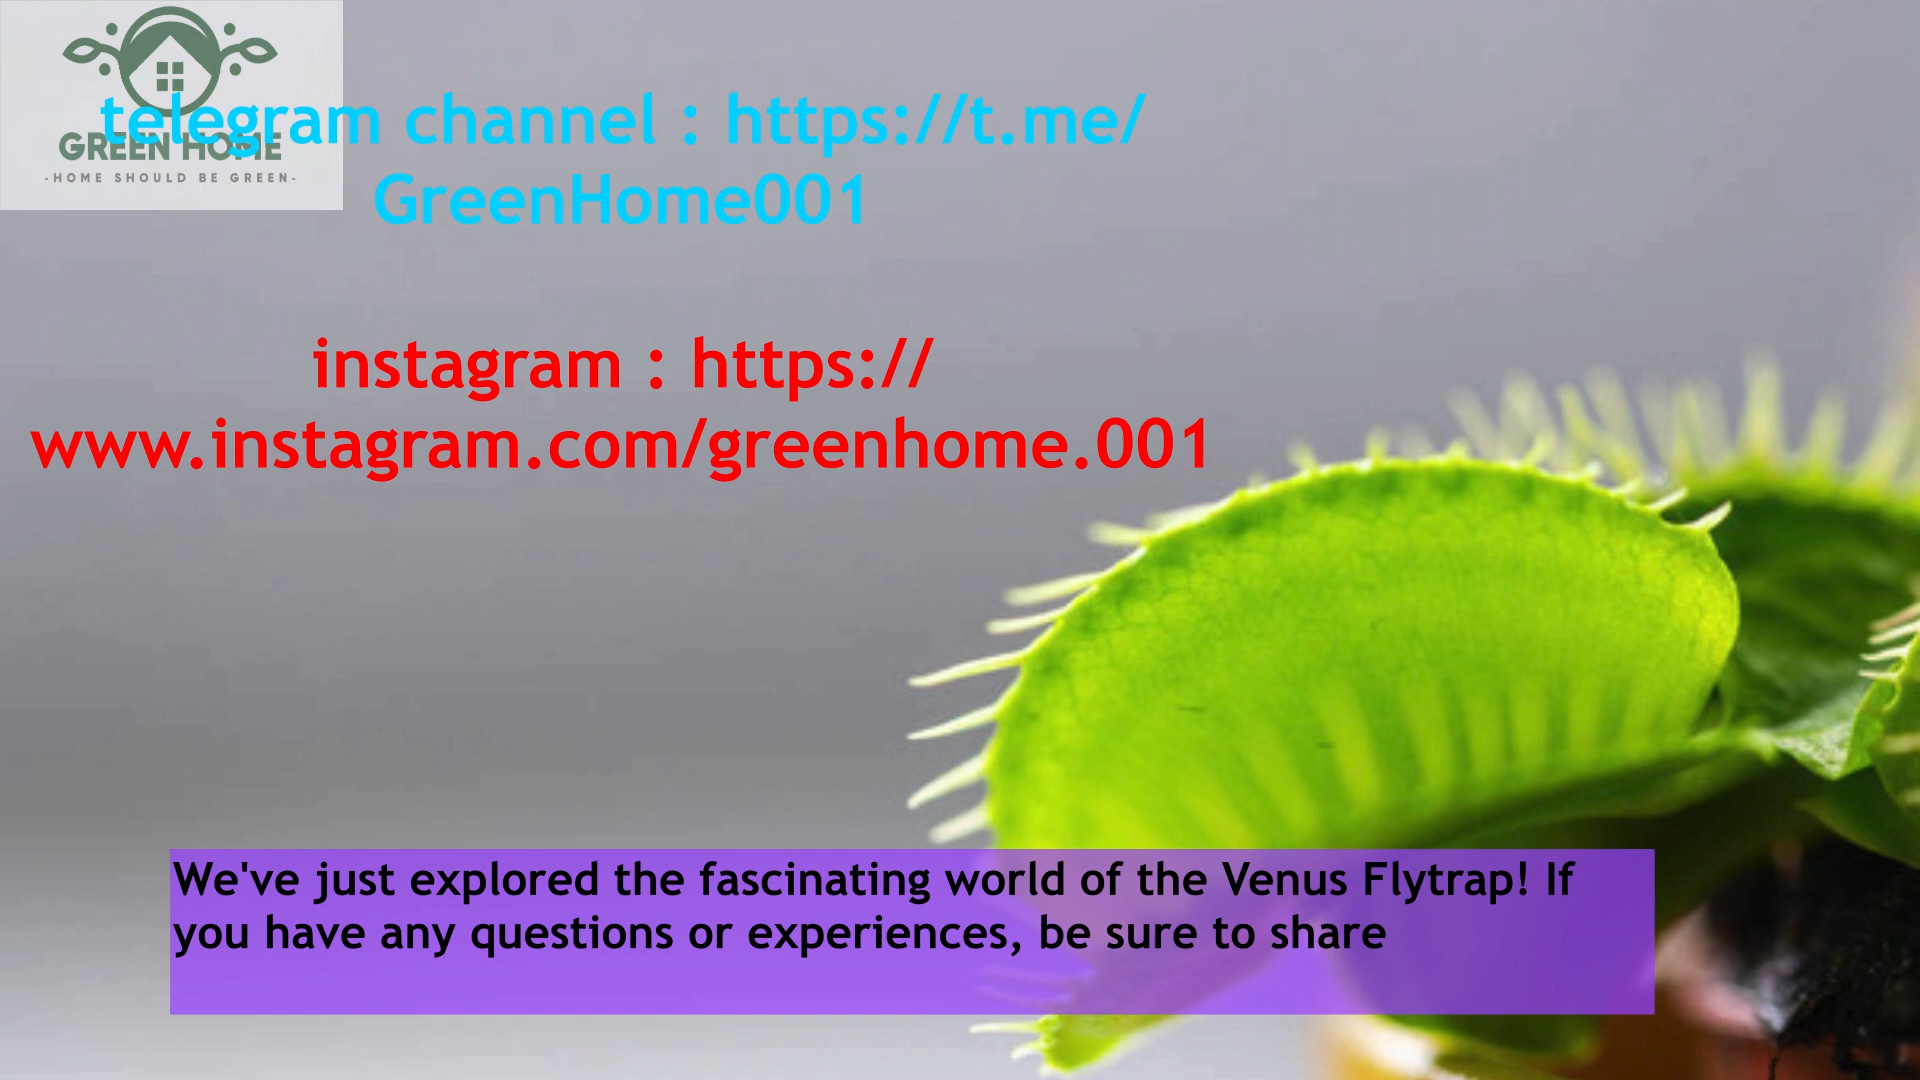 GREEN HOME
-HOME SHOULD BE GREEN-
telegram channel : https://t.me/
GreenHome001
instagram : https://
www.instagram.com/greenhome.001
We've just explored the fascinating world of the Venus Flytrap! If
you have any questions or experiences, be sure to share